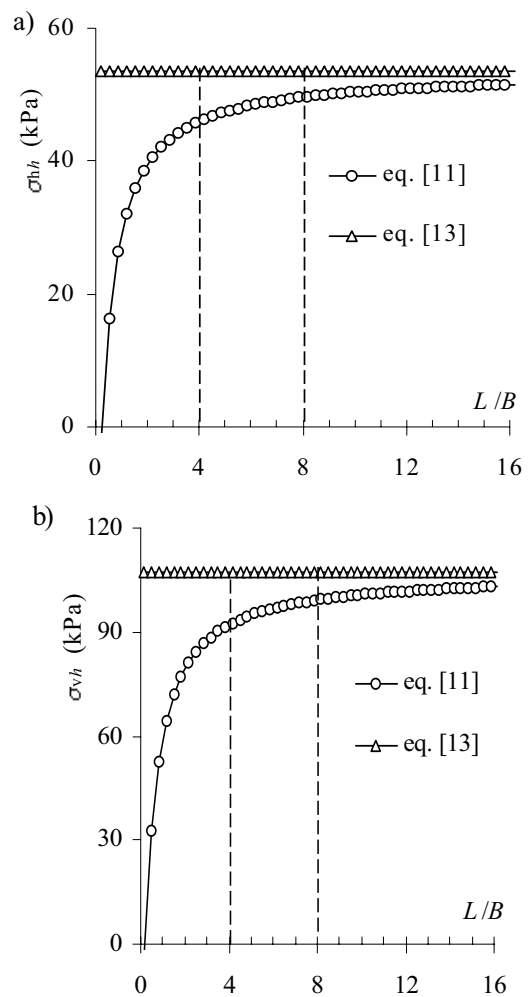 a)
60
40
20
0
σhh (kPa)
eq. [11]
eq. [13]
L/B
0 4 8 12 16
b)
120
90
60
30
0
σvh (kPa)
eq. [11]
eq. [13]
L/B
0 4 8 12 16